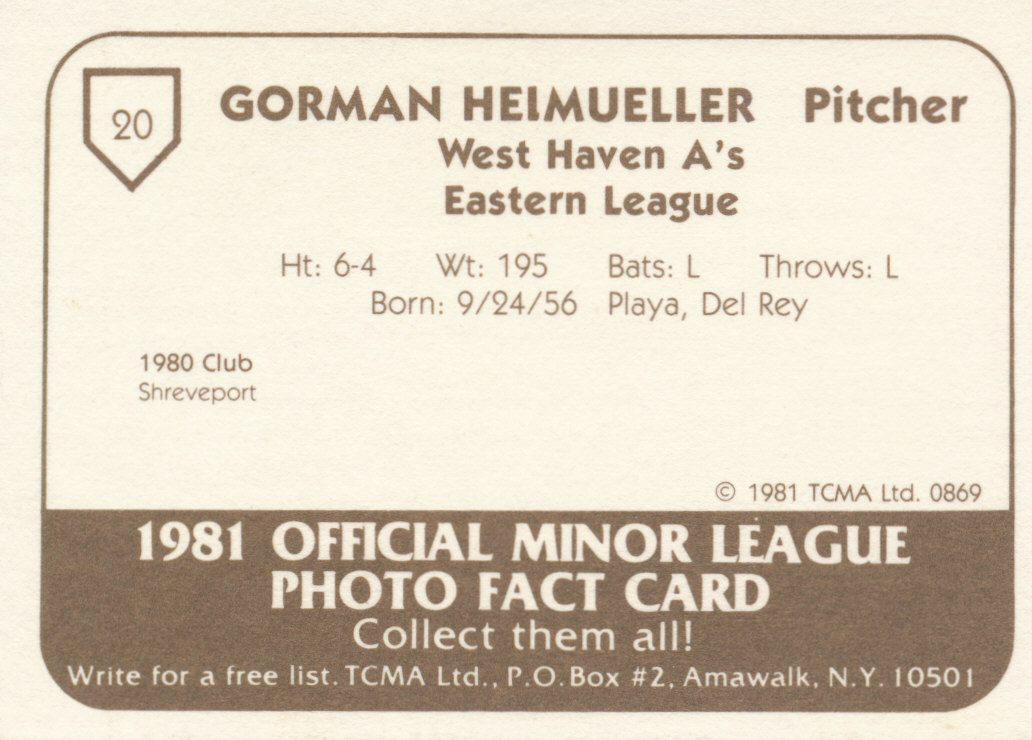 20
GORMAN HEIMUELLER Pitcher
West Haven A's
Eastern League
Ht: 6-4 Wt: 195 Bats: L Throws: L
Born: 9/24/56 Playa, Del Rey
1980 Club
Shreveport
© 1981 TCMA Ltd. 0869
1981 OFFICIAL MINOR LEAGUE
PHOTO FACT CARD
Collect them all!
Write for a free list. TCMA Ltd., P.O. Box #2, Amawalk, N.Y. 10501